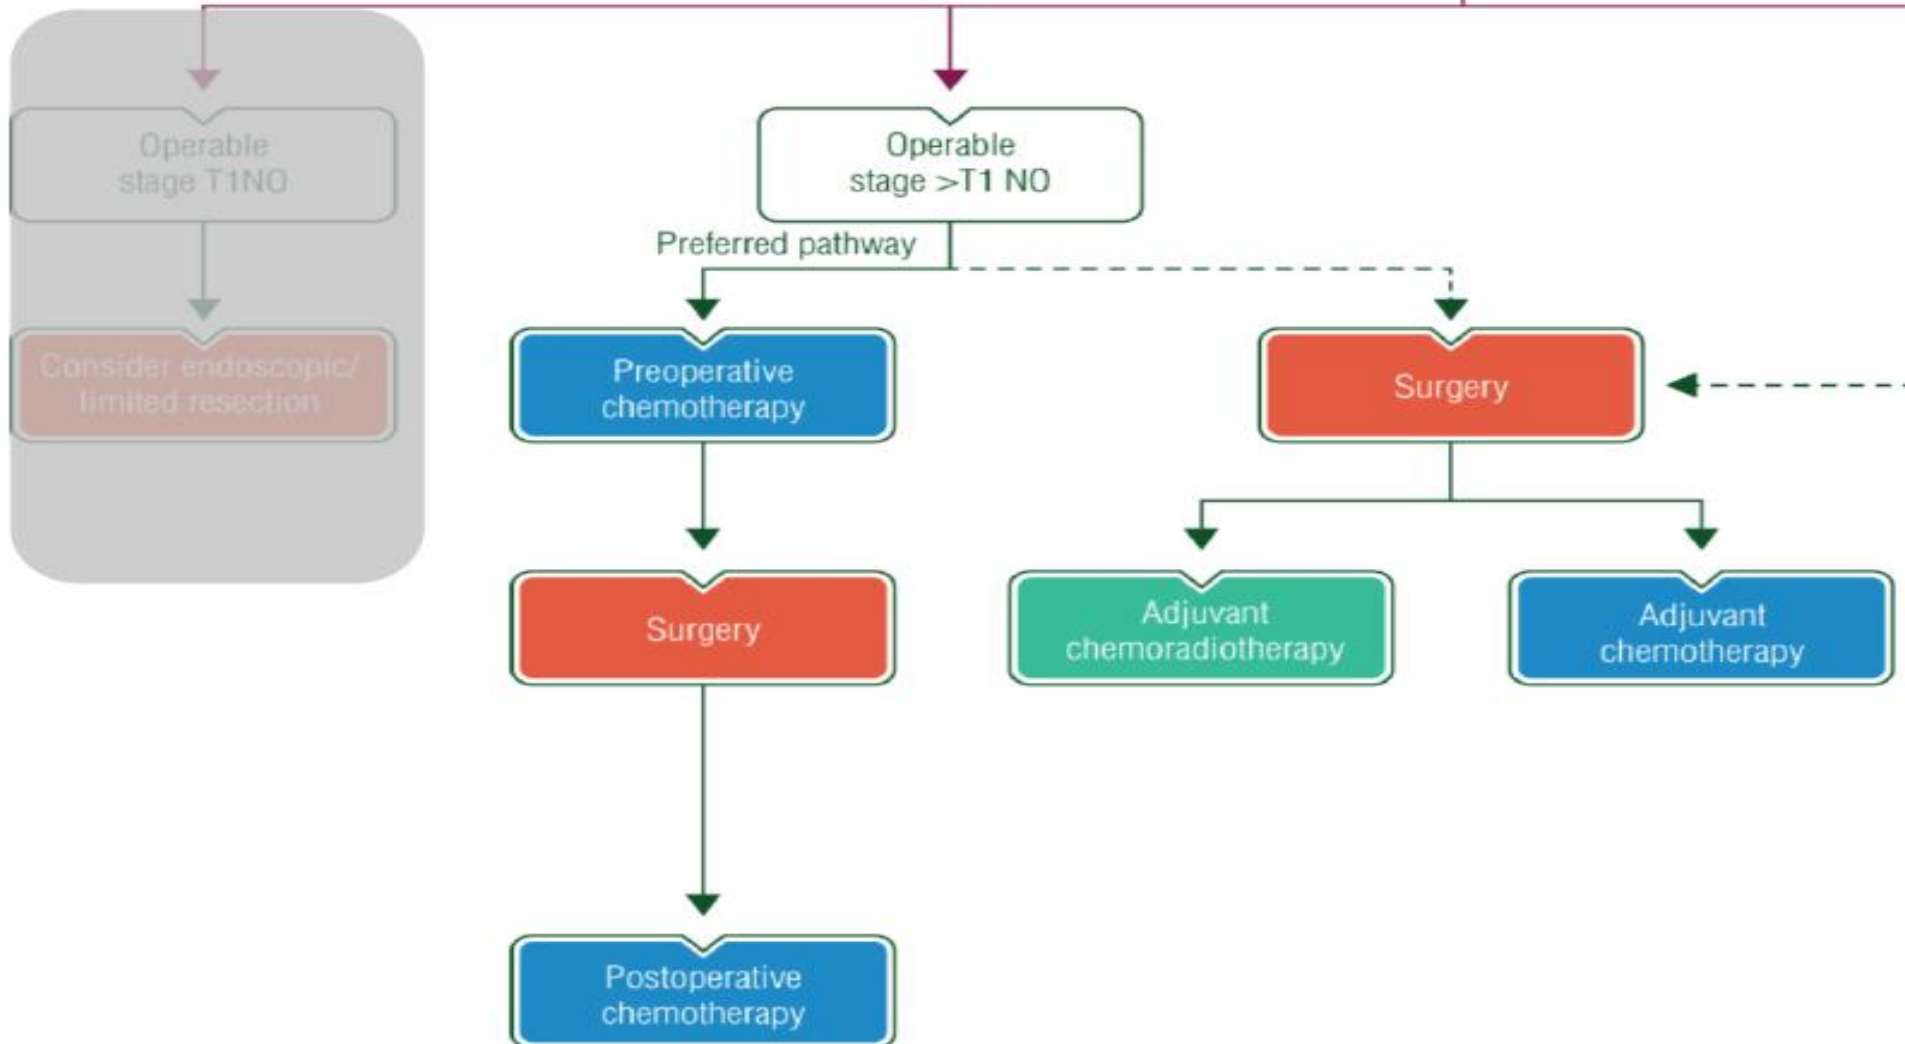 Operable
stage T1N0
Operable
stage >T1 N0
Preferred pathway
Consider endoscopic/
limited resection
Preoperative
chemotherapy
Surgery
Surgery
Adjuvant
chemoradiotherapy
Adjuvant
chemotherapy
Postoperative
chemotherapy